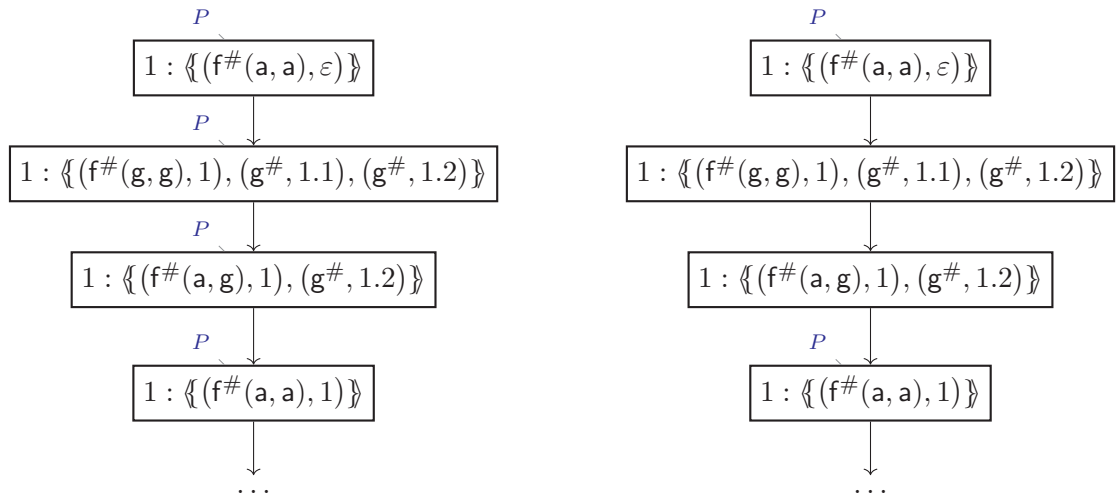 P P
1 : {{(f#(a, a), ε)}} 1 : {{(f#(a, a), ε)}}
P
1 : {{(f#(g, g), 1), (g#, 1.1), (g#, 1.2)}} 1 : {{(f#(g, g), 1), (g#, 1.1), (g#, 1.2)}}
P
1 : {{(f#(a, g), 1), (g#, 1.2)}} 1 : {{(f#(a, g), 1), (g#, 1.2)}}
P P
1 : {{(f#(a, a), 1)}} 1 : {{(f#(a, a), 1)}}
... ...